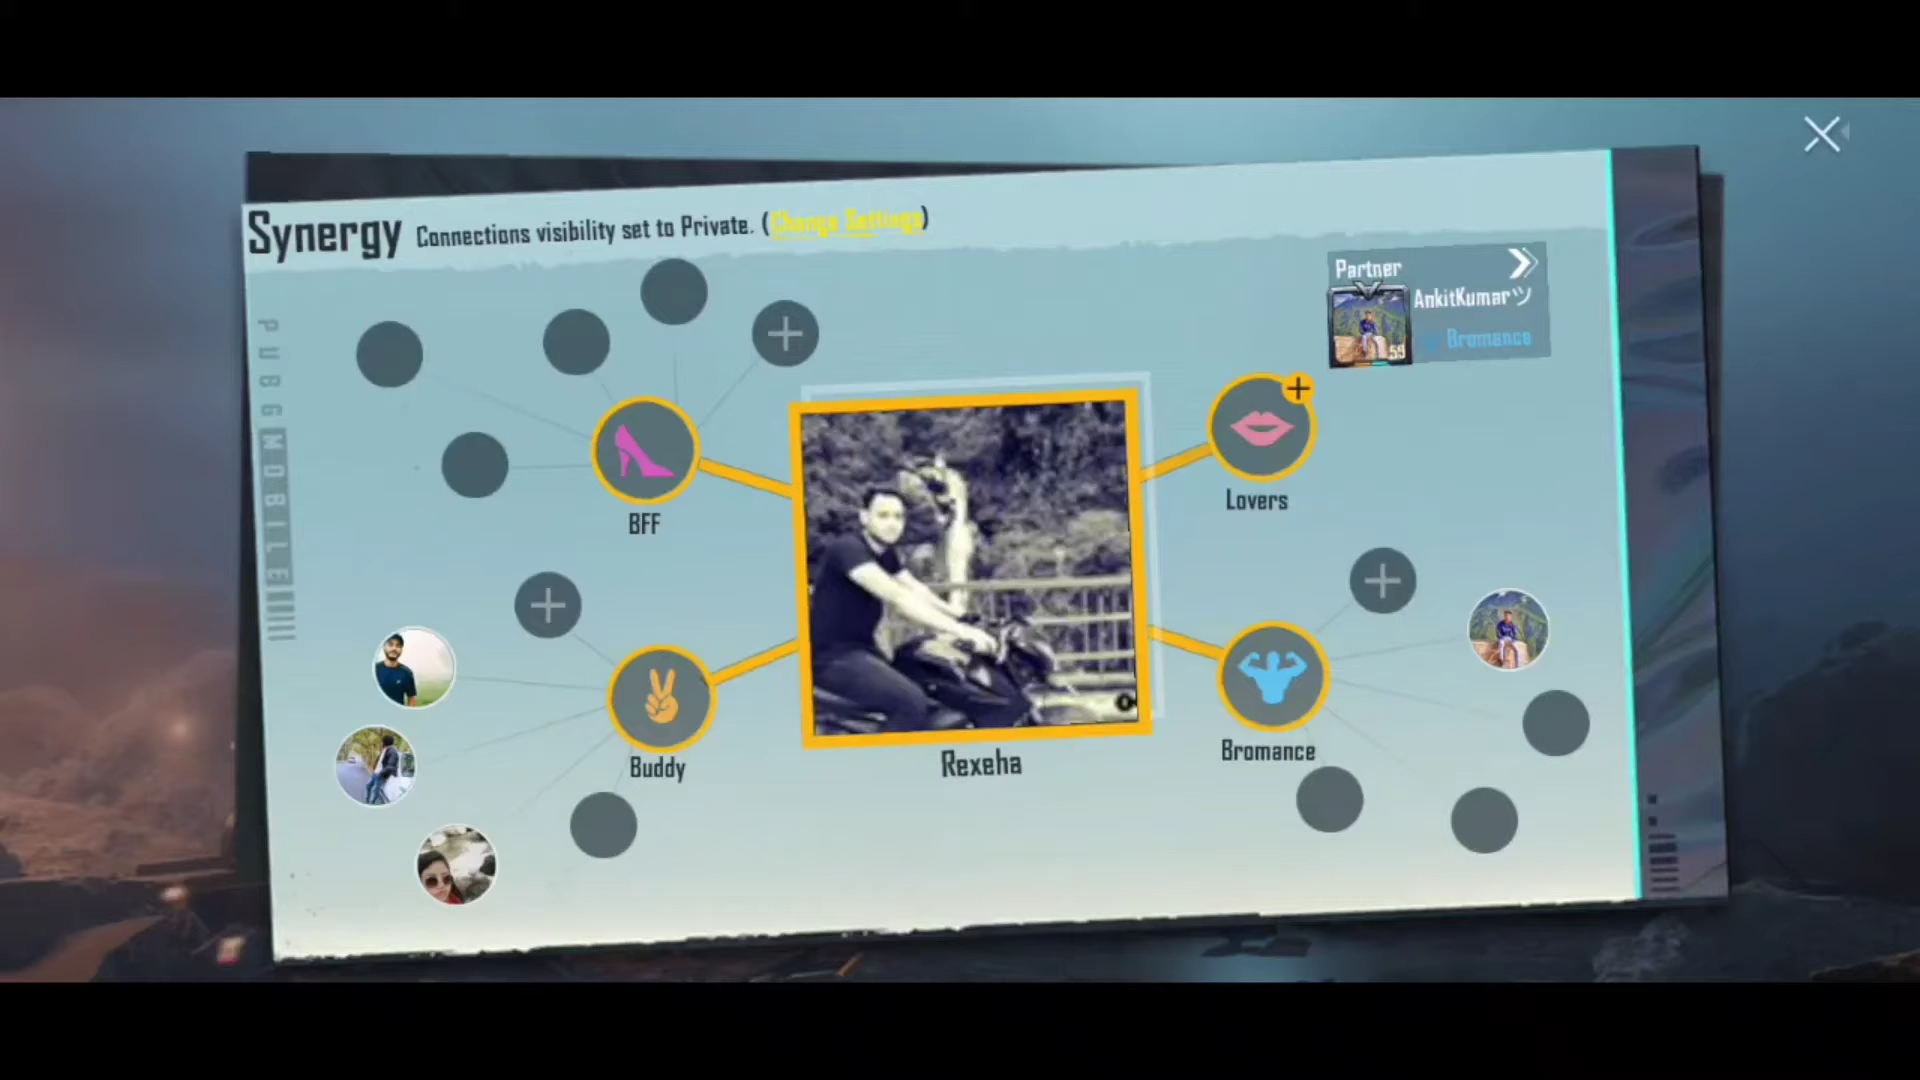 Synergy Connections visibility set to Private. (Change Settings)
PUBG MOBILE
Partner
AnkitKumarツ
59
Bromance
BFF
Lovers
Buddy
Rexeha
Bromance